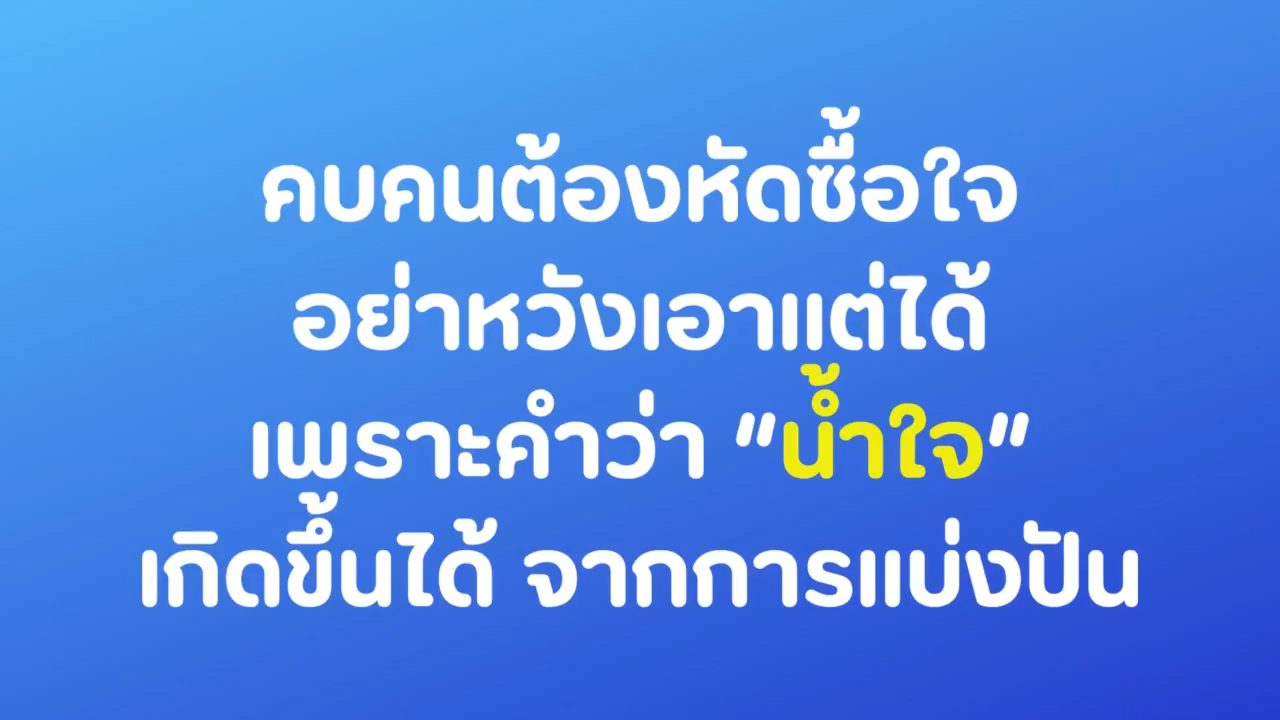 คบคนต้องหัดซื้อใจ
อย่าหวังเอาแต่ได้
เพราะคำว่า "น้ำใจ"
เกิดขึ้นได้ จากการแบ่งปัน